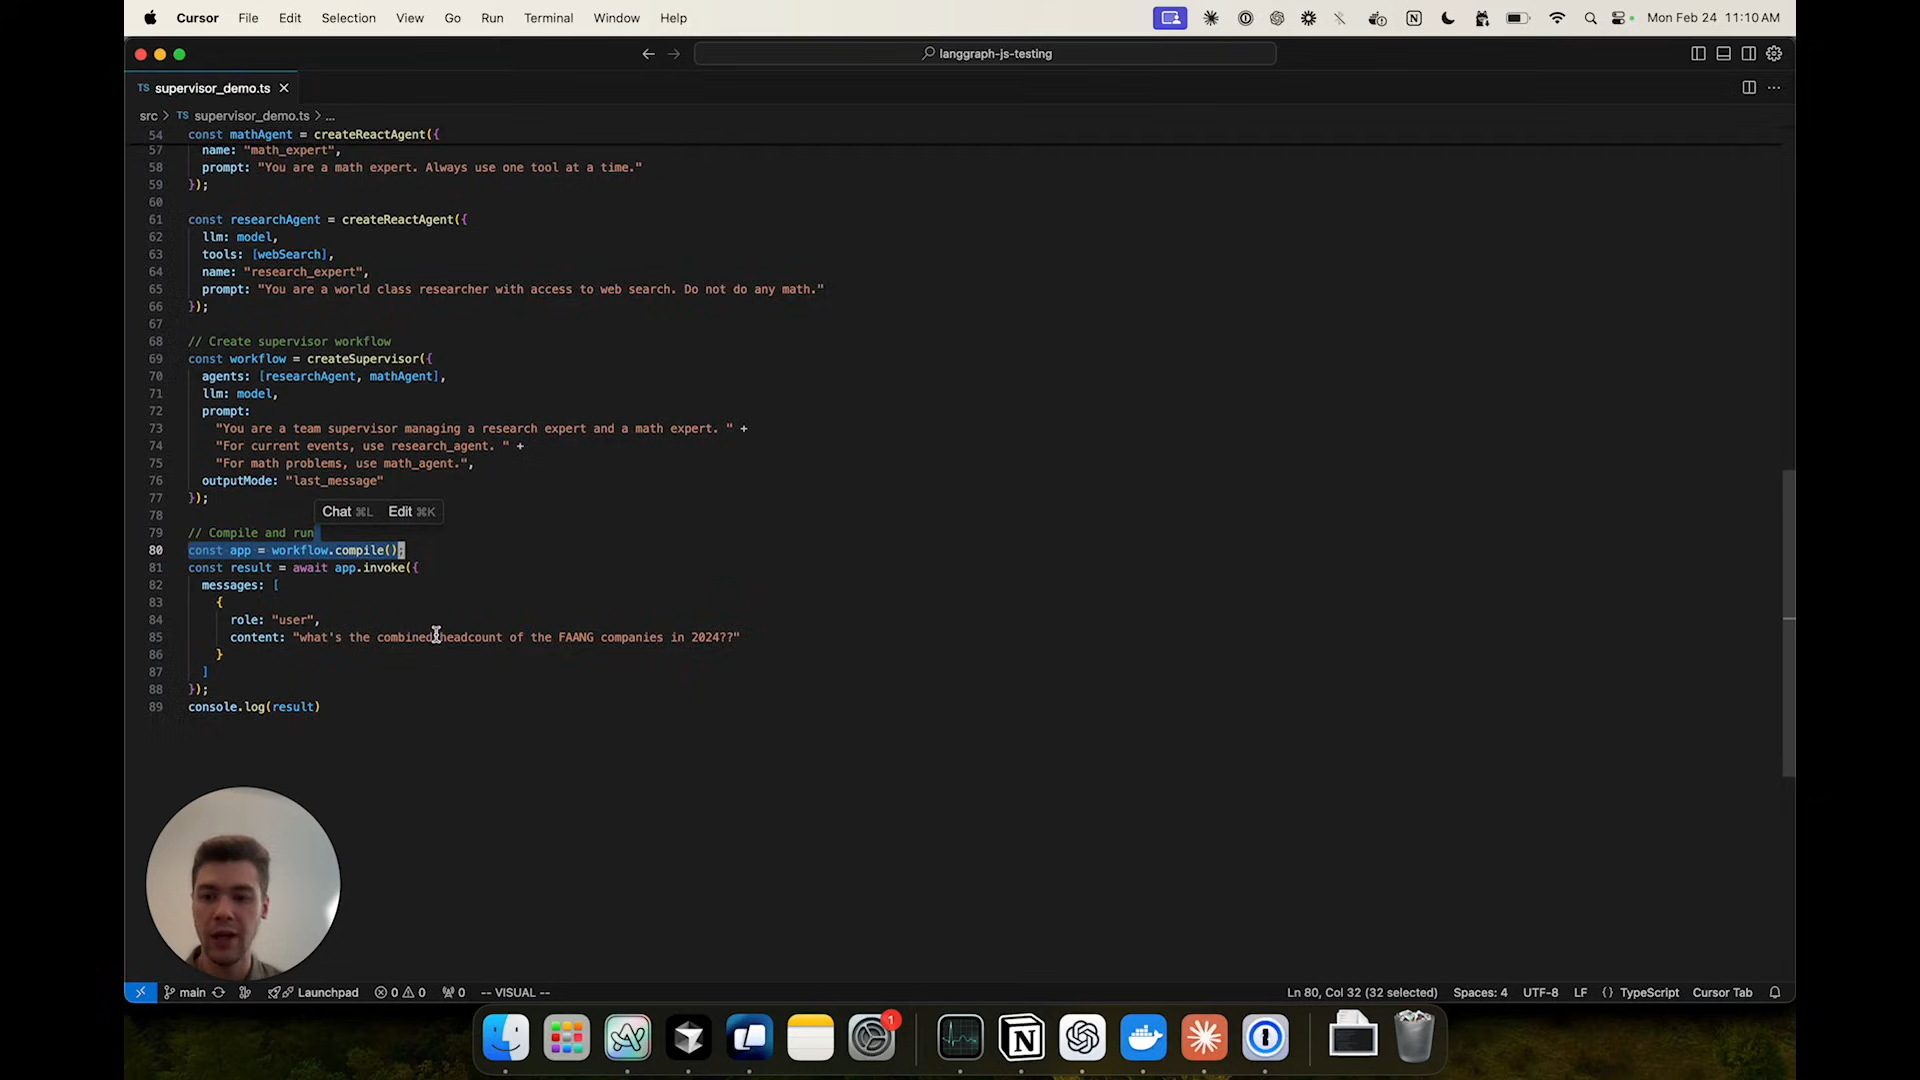 Cursor File Edit Selection View Go Run Terminal Window Help Mon Feb 24 11:10 AM
langgraph-js-testing
TS supervisor_demo.ts
src > TS supervisor_demo.ts > ...
54 const mathAgent = createReactAgent({
57 name: "math_expert",
58 prompt: "You are a math expert. Always use one tool at a time."
59 });
60
61 const researchAgent = createReactAgent({
62 llm: model,
63 tools: [webSearch],
64 name: "research_expert",
65 prompt: "You are a world class researcher with access to web search. Do not do any math."
66 });
67
68 // Create supervisor workflow
69 const workflow = createSupervisor({
70 agents: [researchAgent, mathAgent],
71 llm: model,
72 prompt:
73 "You are a team supervisor managing a research expert and a math expert. " +
74 "For current events, use research_agent. " +
75 "For math problems, use math_agent.",
76 outputMode: "last_message"
77 });
78
Chat ⌘L Edit ⌘K
79 // Compile and run
80 const app = workflow.compile();
81 const result = await app.invoke({
82 messages: [
83 {
84 role: "user",
85 content: "what's the combined headcount of the FAANG companies in 2024??"
86 }
87 ]
88 });
89 console.log(result)
main Launchpad 0 0 0 -- VISUAL -- Ln 80, Col 32 (32 selected) Spaces: 4 UTF-8 LF {} TypeScript Cursor Tab
1